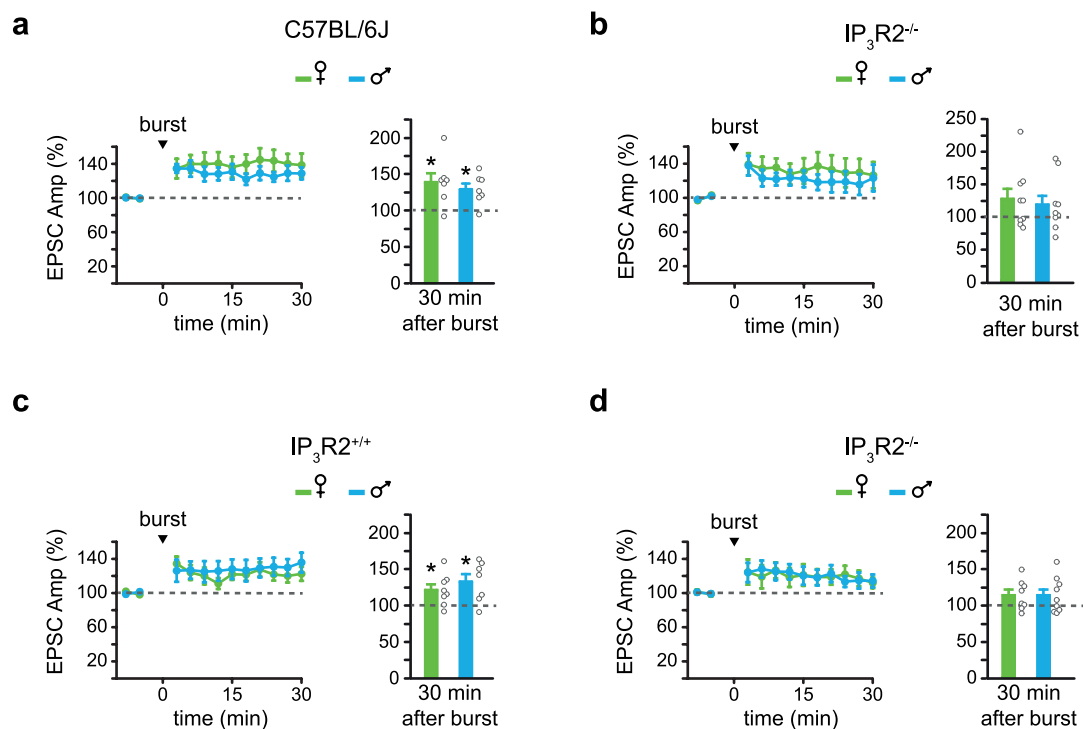 a
C57BL/6J
♀ ♂
burst
EPSC Amp (%)
140
100
60
20
0 15 30
time (min)
200
150
100
50
0
* *
30 min
after burst
b
IP₃R2⁻/⁻
♀ ♂
burst
EPSC Amp (%)
140
100
60
20
0 15 30
time (min)
250
200
150
100
50
0
30 min
after burst
c
IP₃R2⁺/⁺
♀ ♂
burst
EPSC Amp (%)
140
100
60
20
0 15 30
time (min)
200
150
100
50
0
* *
30 min
after burst
d
IP₃R2⁻/⁻
♀ ♂
burst
EPSC Amp (%)
140
100
60
20
0 15 30
time (min)
200
150
100
50
0
30 min
after burst